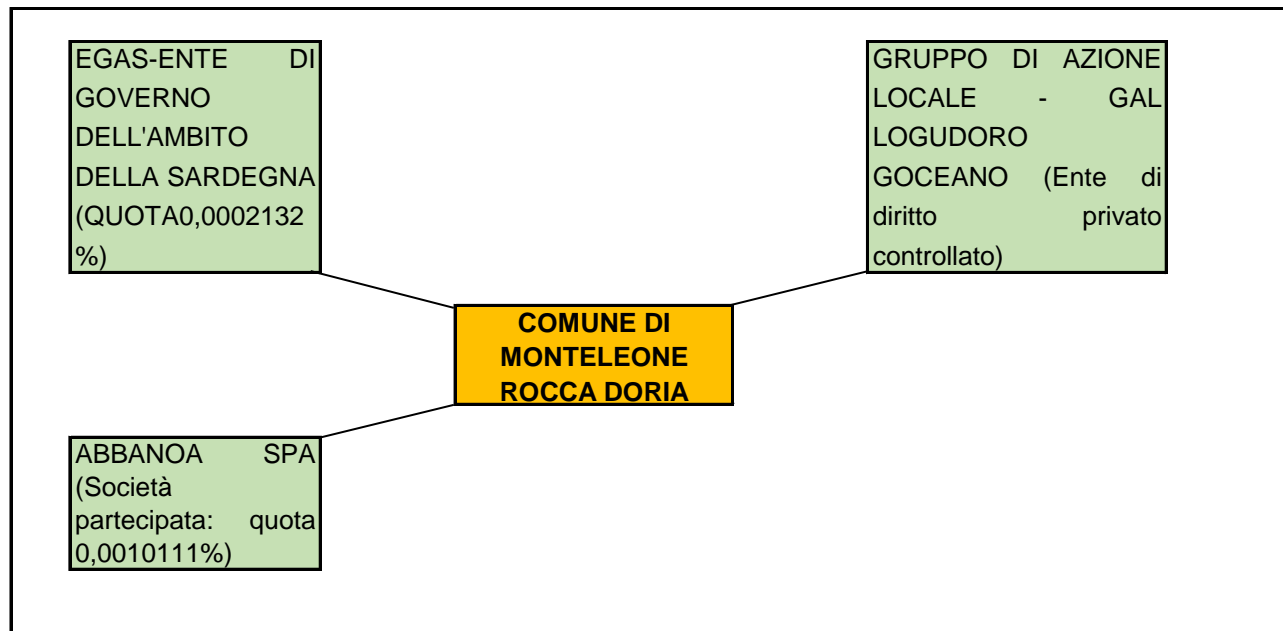 EGAS-ENTE DI
GOVERNO
DELL'AMBITO
DELLA SARDEGNA
(QUOTA0,0002132
%)
GRUPPO DI AZIONE
LOCALE - GAL
LOGUDORO
GOCEANO (Ente di
diritto privato
controllato)
COMUNE DI
MONTELEONE
ROCCA DORIA
ABBANOA SPA
(Società
partecipata: quota
0,0010111%)